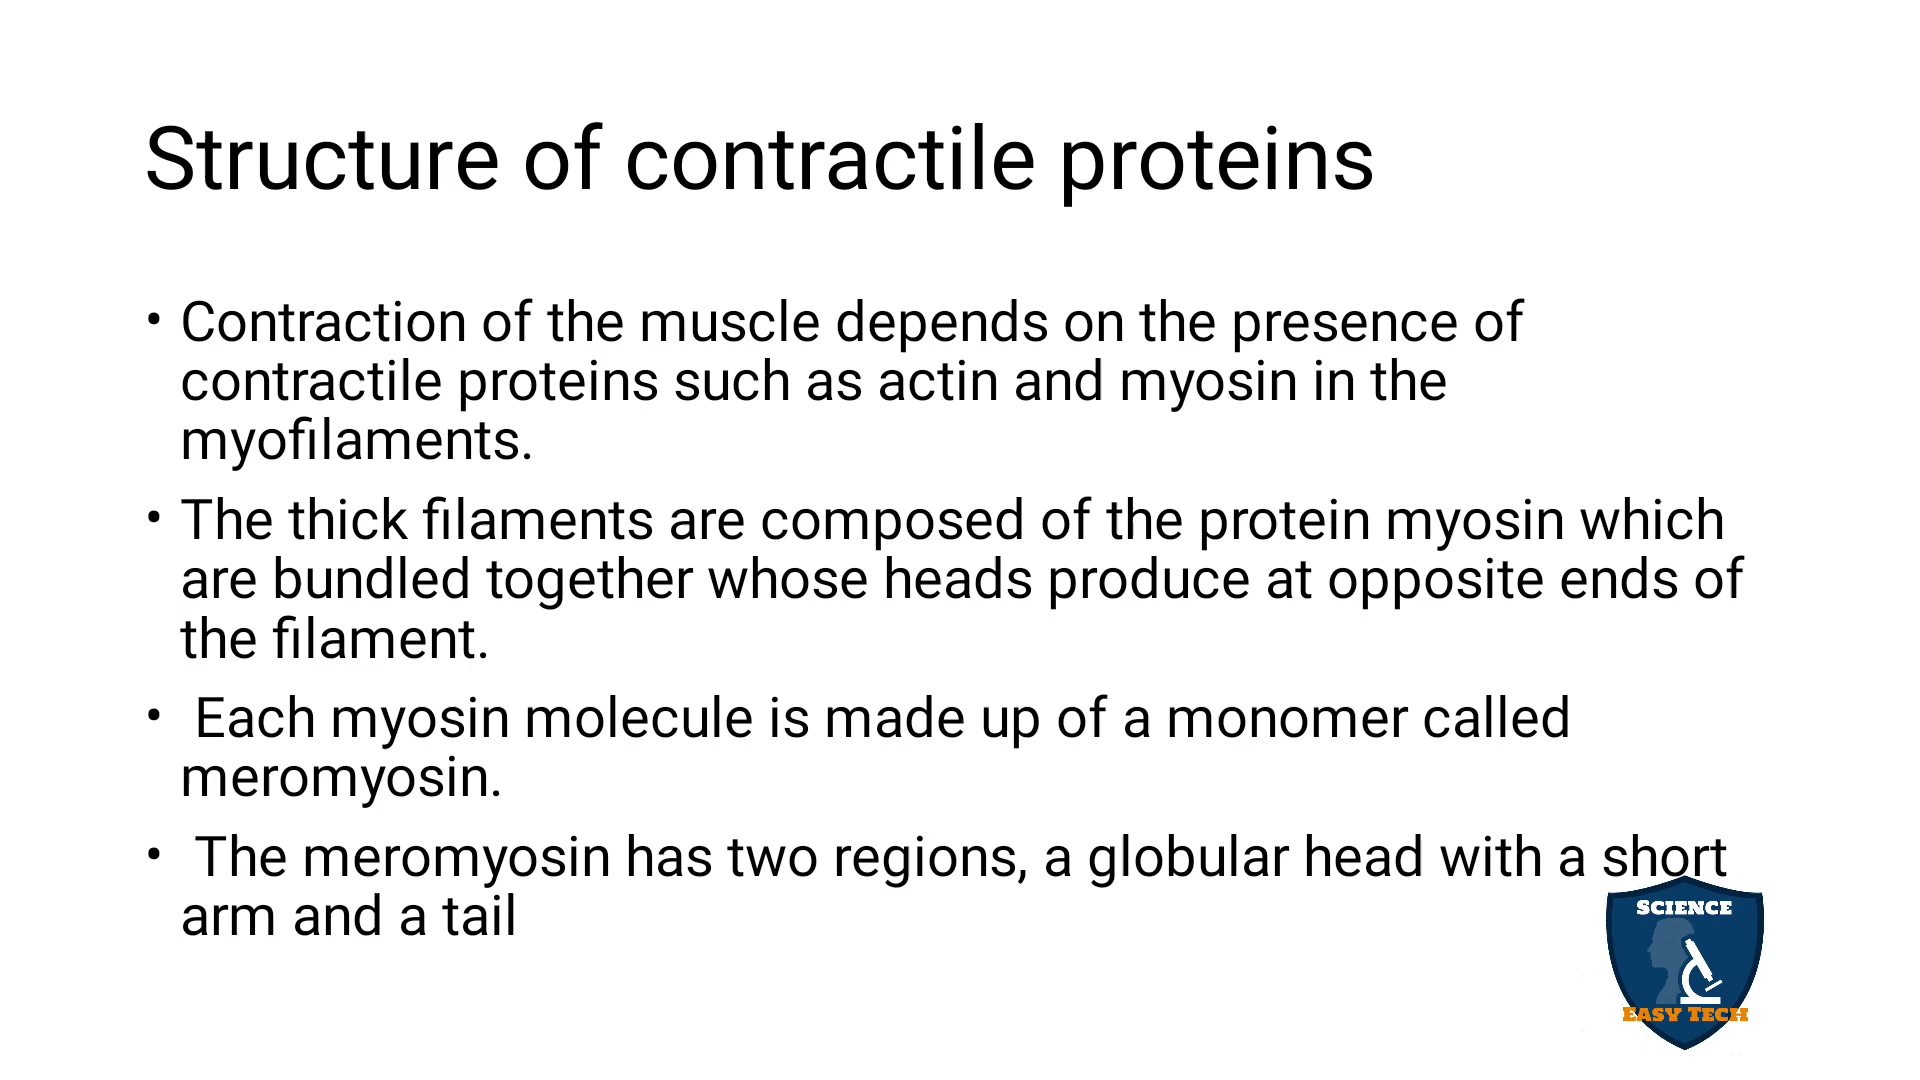 Structure of contractile proteins
• Contraction of the muscle depends on the presence of
contractile proteins such as actin and myosin in the
myofilaments.
• The thick filaments are composed of the protein myosin which
are bundled together whose heads produce at opposite ends of
the filament.
• Each myosin molecule is made up of a monomer called
meromyosin.
• The meromyosin has two regions, a globular head with a short
arm and a tail
SCIENCE
EASY TECH